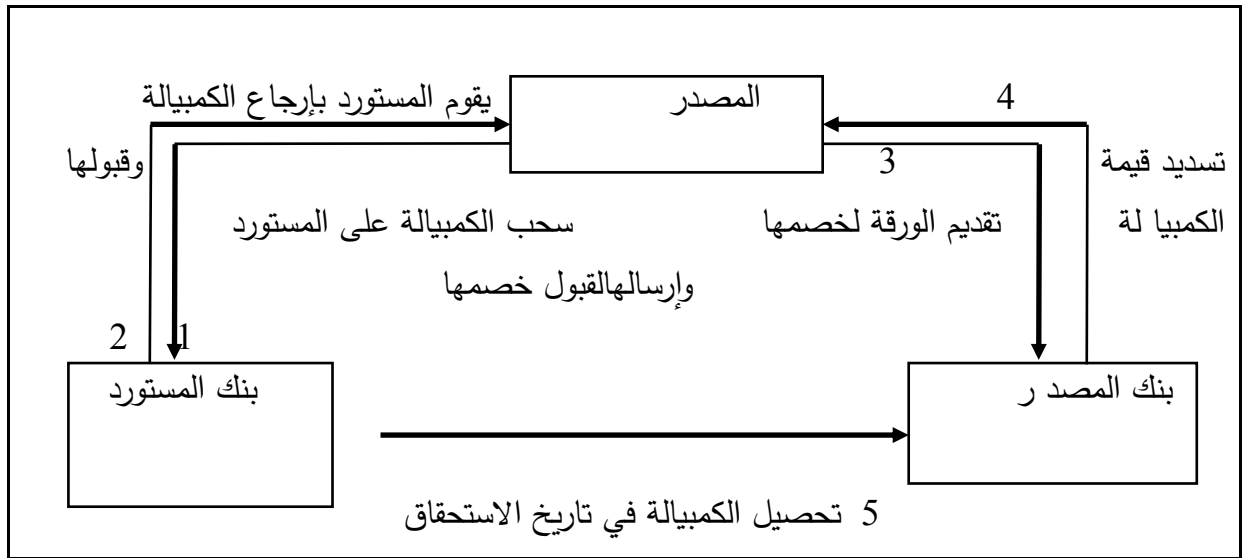 المصدر
يقوم المستورد بإرجاع الكمبيالة
وقبولها
4
3
تسديد قيمة
الكمبيا لة
سحب الكمبيالة على المستورد
وإرسالهالقبول خصمها
تقديم الورقة لخصمها
2
1
بنك المستورد
بنك المصد ر
5 تحصيل الكمبيالة في تاريخ الاستحقاق